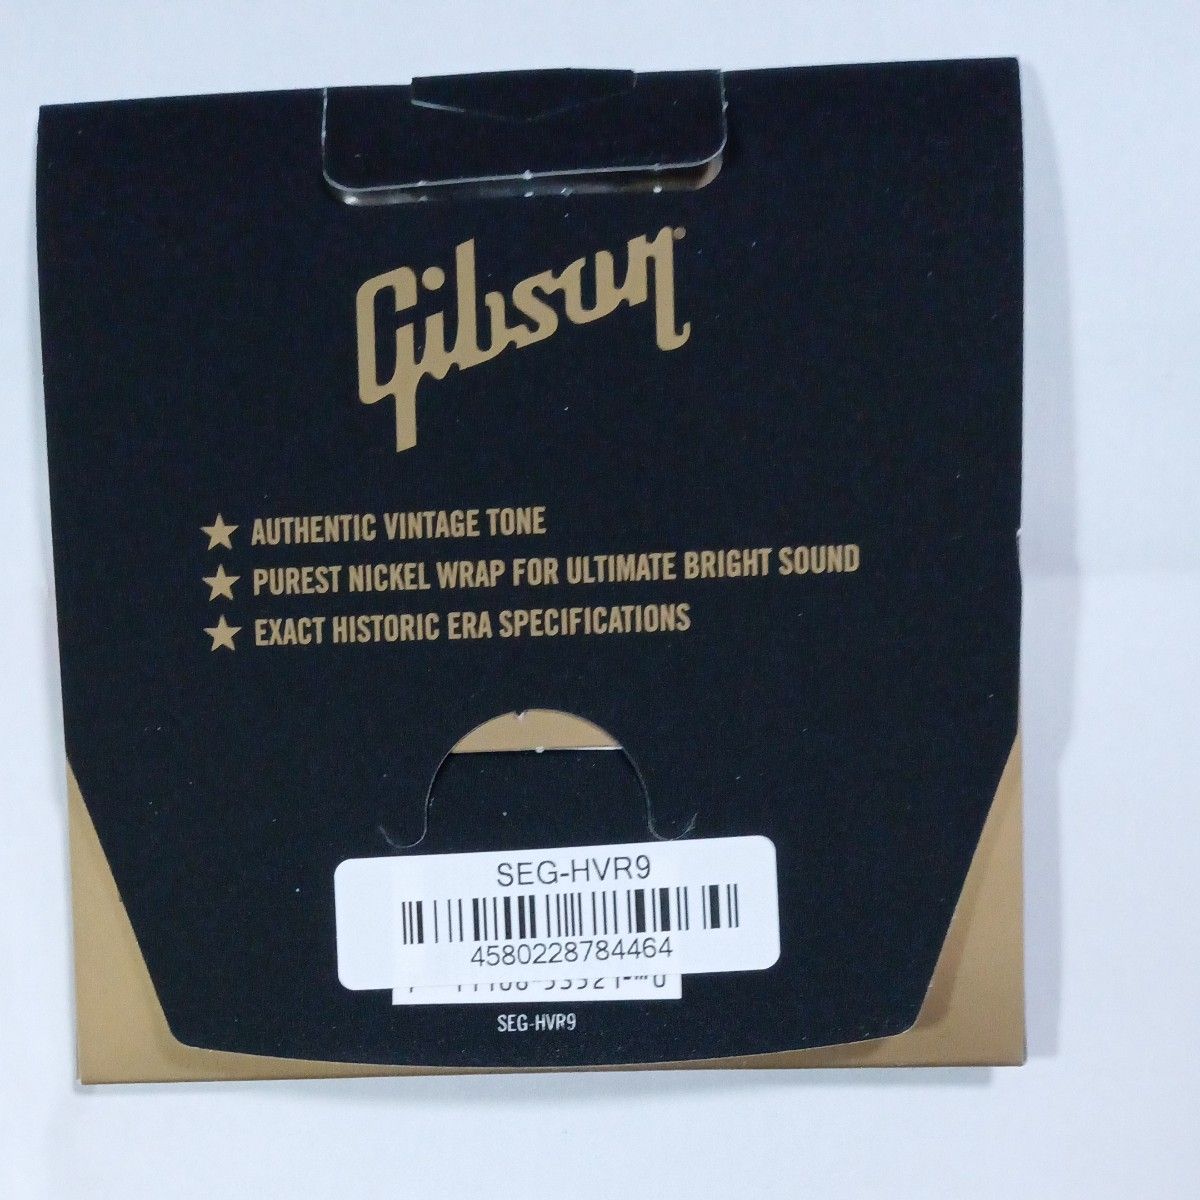 Gibson
★ AUTHENTIC VINTAGE TONE
★ PUREST NICKEL WRAP FOR ULTIMATE BRIGHT SOUND
★ EXACT HISTORIC ERA SPECIFICATIONS
SEG-HVR9
4580228784464
SEG-HVR9